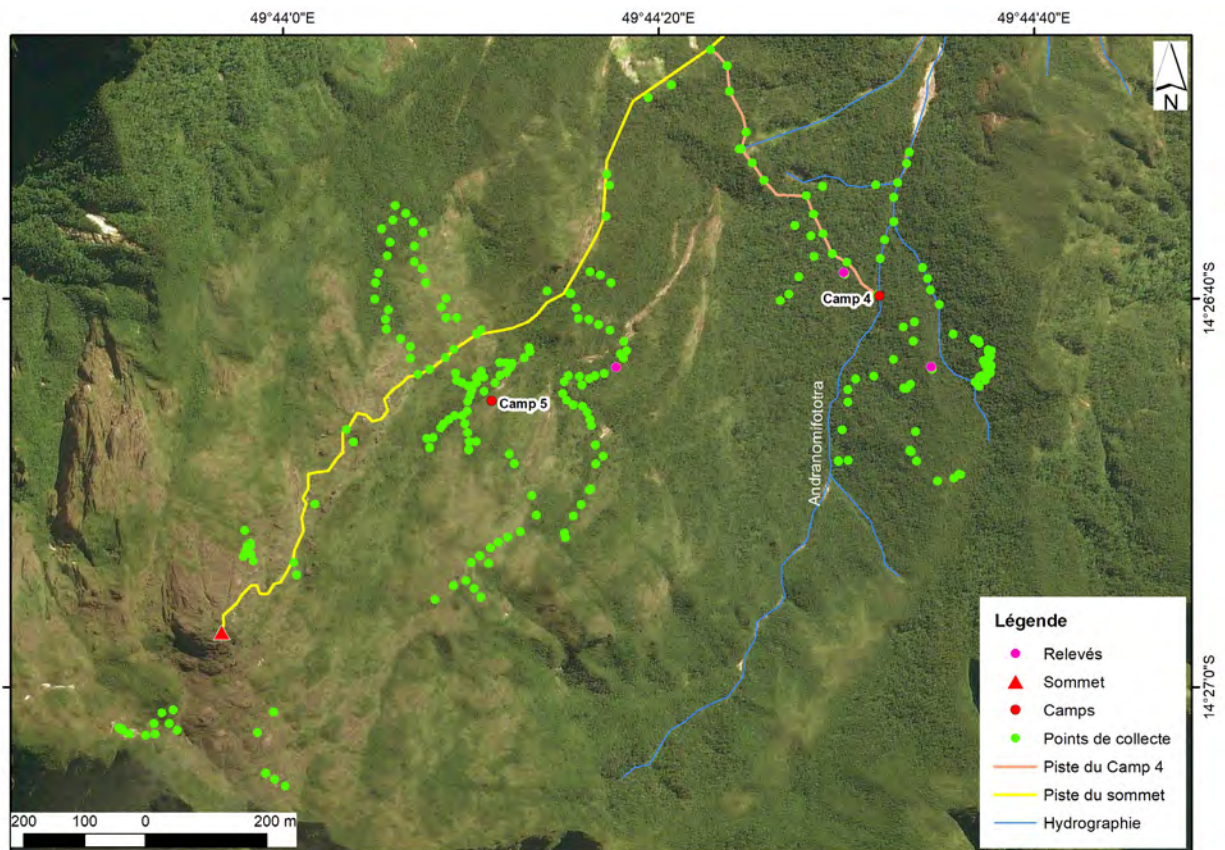 49°44'0"E
49°44'20"E
49°44'40"E
N
14°26'40"S
Camp 4
Camp 5
Andranomifototra
14°27'0"S
Légende
Relevés
Sommet
Camps
Points de collecte
Piste du Camp 4
Piste du sommet
Hydrographie
200 100 0 200 m